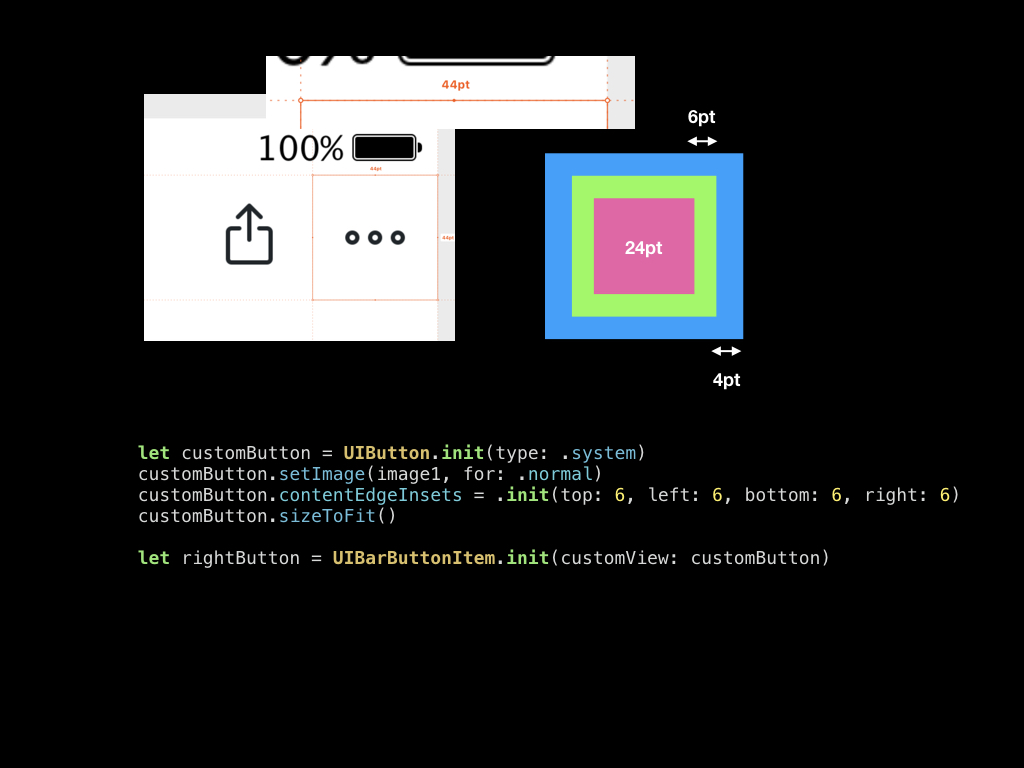 44pt
100%
44pt
44pt
6pt
24pt
4pt
let customButton = UIButton.init(type: .system)
customButton.setImage(image1, for: .normal)
customButton.contentEdgeInsets = .init(top: 6, left: 6, bottom: 6, right: 6)
customButton.sizeToFit()
let rightButton = UIBarButtonItem.init(customView: customButton)